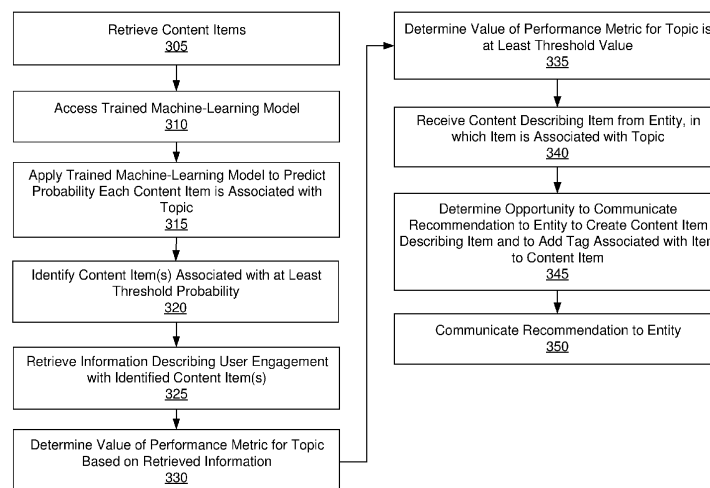 Retrieve Content Items
305
Access Trained Machine-Learning Model
310
Apply Trained Machine-Learning Model to Predict
Probability Each Content Item is Associated with
Topic
315
Identify Content Item(s) Associated with at Least
Threshold Probability
320
Retrieve Information Describing User Engagement
with Identified Content Item(s)
325
Determine Value of Performance Metric for Topic
Based on Retrieved Information
330
Determine Value of Performance Metric for Topic is
at Least Threshold Value
335
Receive Content Describing Item from Entity, in
which Item is Associated with Topic
340
Determine Opportunity to Communicate
Recommendation to Entity to Create Content Item
Describing Item and to Add Tag Associated with Item
to Content Item
345
Communicate Recommendation to Entity
350